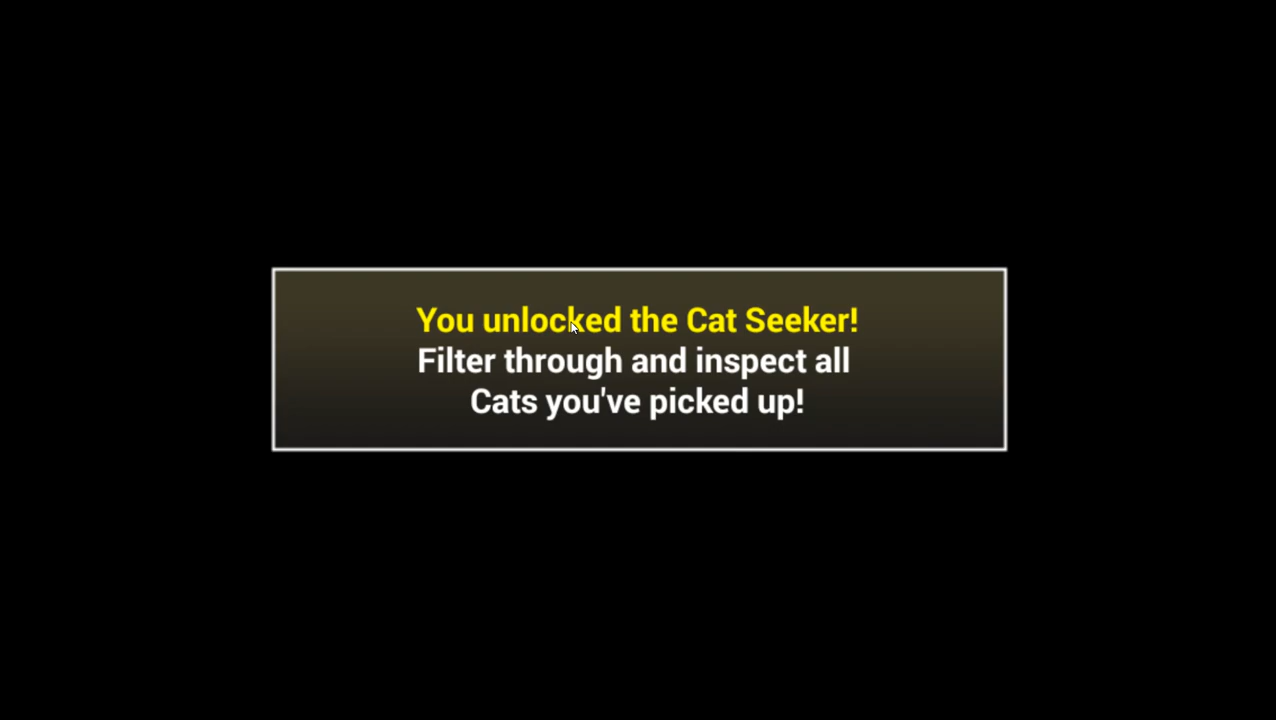 You unlocked the Cat Seeker!
Filter through and inspect all
Cats you've picked up!